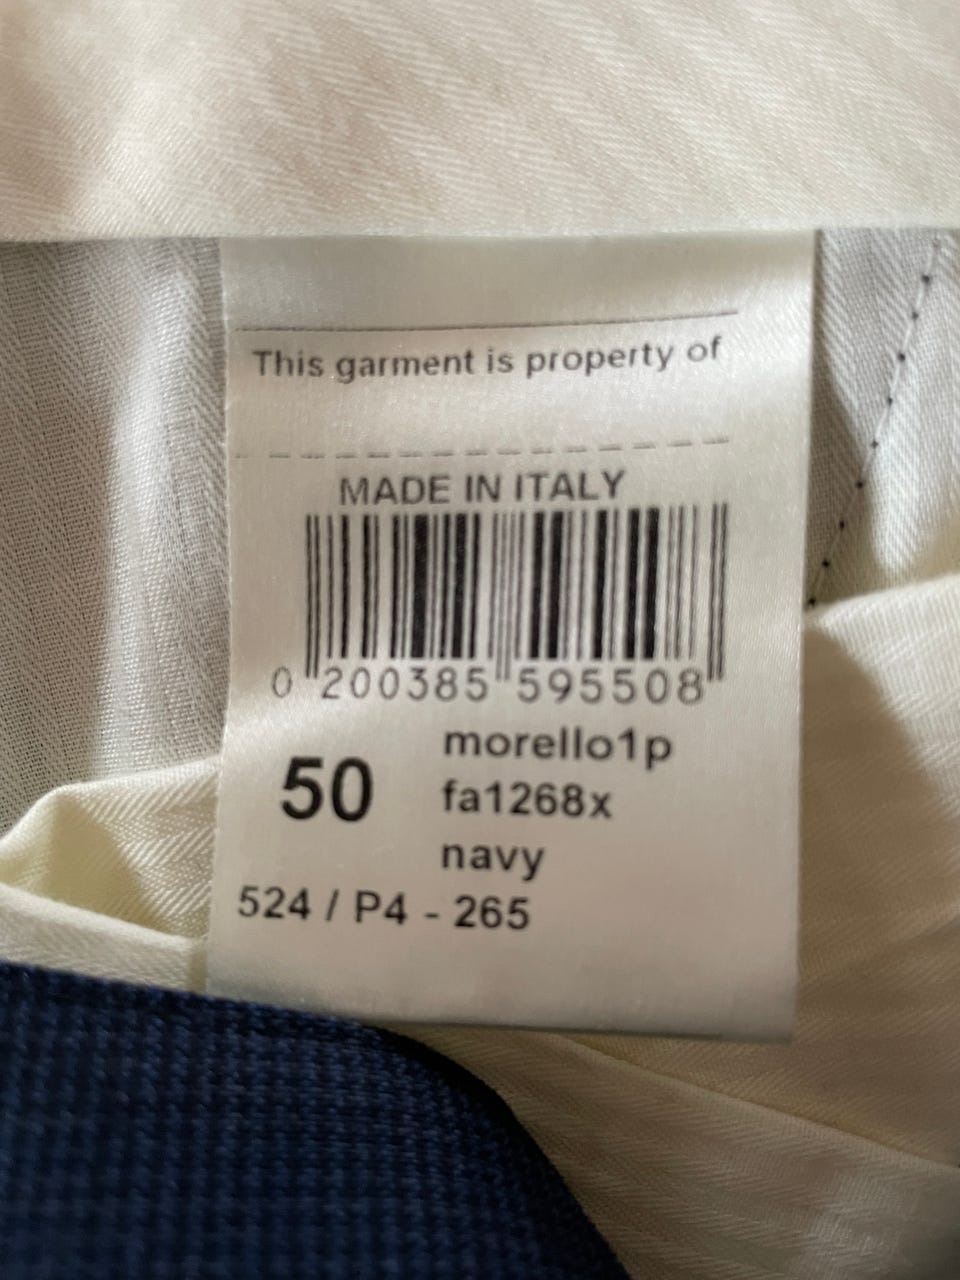 This garment is property of
MADE IN ITALY
0 200385 595508
50
morello1p
fa1268x
navy
524 / P4 - 265